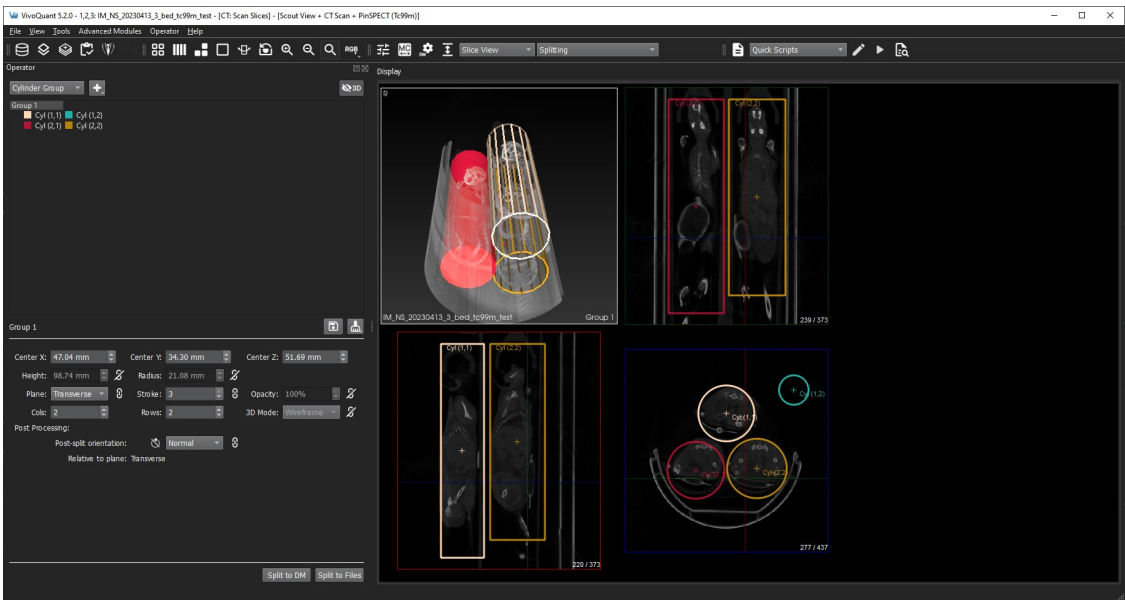 VivoQuant 5.2.0 - 1,2,3: IM_NS_20230413_3_bed_tc99m_test - [CT: Scan Slices] - [Scout View + CT Scan + PinSPECT (Tc99m)]
File View Tools Advanced Modules Operator Help
RGB MC Slice View Splitting Quick Scripts
Operator
Display
Cylinder Group 3D
Group 1
Cyl (1,1) Cyl (1,2)
Cyl (2,1) Cyl (2,2)
R
IM_NS_20230413_3_bed_tc99m_test Group 1
Cyl (2,2)
239 / 373
Group 1
Center X: 47.04 mm Center Y: 34.30 mm Center Z: 51.69 mm
Height: 98.74 mm Radius: 21.08 mm
Plane: Transverse Stroke: 3 Opacity: 100%
Cols: 2 Rows: 2 3D Mode: Wireframe
Post Processing:
Post-split orientation: Normal
Relative to plane: Transverse
Split to DM Split to Files
Cyl (1,1) Cyl (2,2)
220 / 373
Cyl (1,2)
Cyl (1,1)
Cyl (2,2)
277 / 437